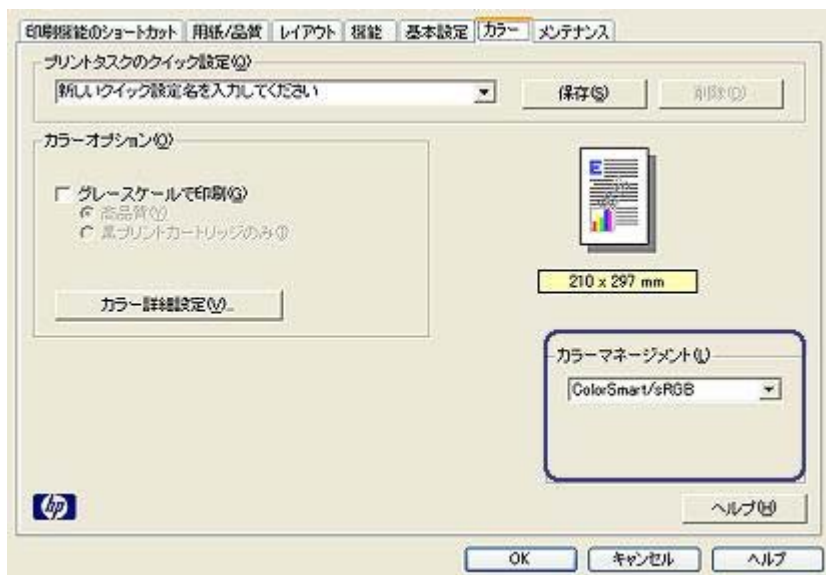 印刷機能のショートカット 用紙/品質 レイアウト 機能 基本設定 カラー メンテナンス
プリントタスクのクイック設定(Q)
新しいクイック設定名を入力してください
保存(S)
削除(D)
カラーオプション(O)
グレースケールで印刷(G)
高品質(Y)
黒プリントカートリッジのみ(I)
カラー詳細設定(V)...
E
210 x 297 mm
カラーマネージメント(L)
ColorSmart/sRGB
hp
ヘルプ(H)
OK キャンセル ヘルプ